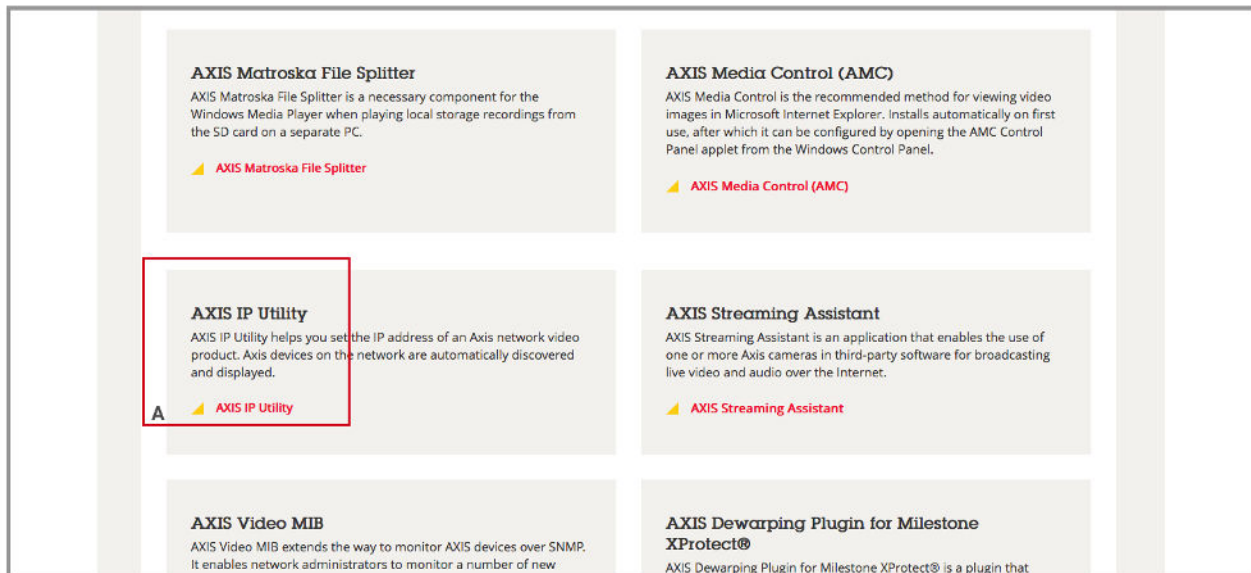 AXIS Matroska File Splitter
AXIS Matroska File Splitter is a necessary component for the
Windows Media Player when playing local storage recordings from
the SD card on a separate PC.
AXIS Matroska File Splitter
AXIS Media Control (AMC)
AXIS Media Control is the recommended method for viewing video
images in Microsoft Internet Explorer. Installs automatically on first
use, after which it can be configured by opening the AMC Control
Panel applet from the Windows Control Panel.
AXIS Media Control (AMC)
AXIS IP Utility
AXIS IP Utility helps you set the IP address of an Axis network video
product. Axis devices on the network are automatically discovered
and displayed.
A
AXIS IP Utility
AXIS Streaming Assistant
AXIS Streaming Assistant is an application that enables the use of
one or more Axis cameras in third-party software for broadcasting
live video and audio over the Internet.
AXIS Streaming Assistant
AXIS Video MIB
AXIS Video MIB extends the way to monitor AXIS devices over SNMP.
It enables network administrators to monitor a number of new
AXIS Dewarping Plugin for Milestone
XProtect®
AXIS Dewarping Plugin for Milestone XProtect® is a plugin that